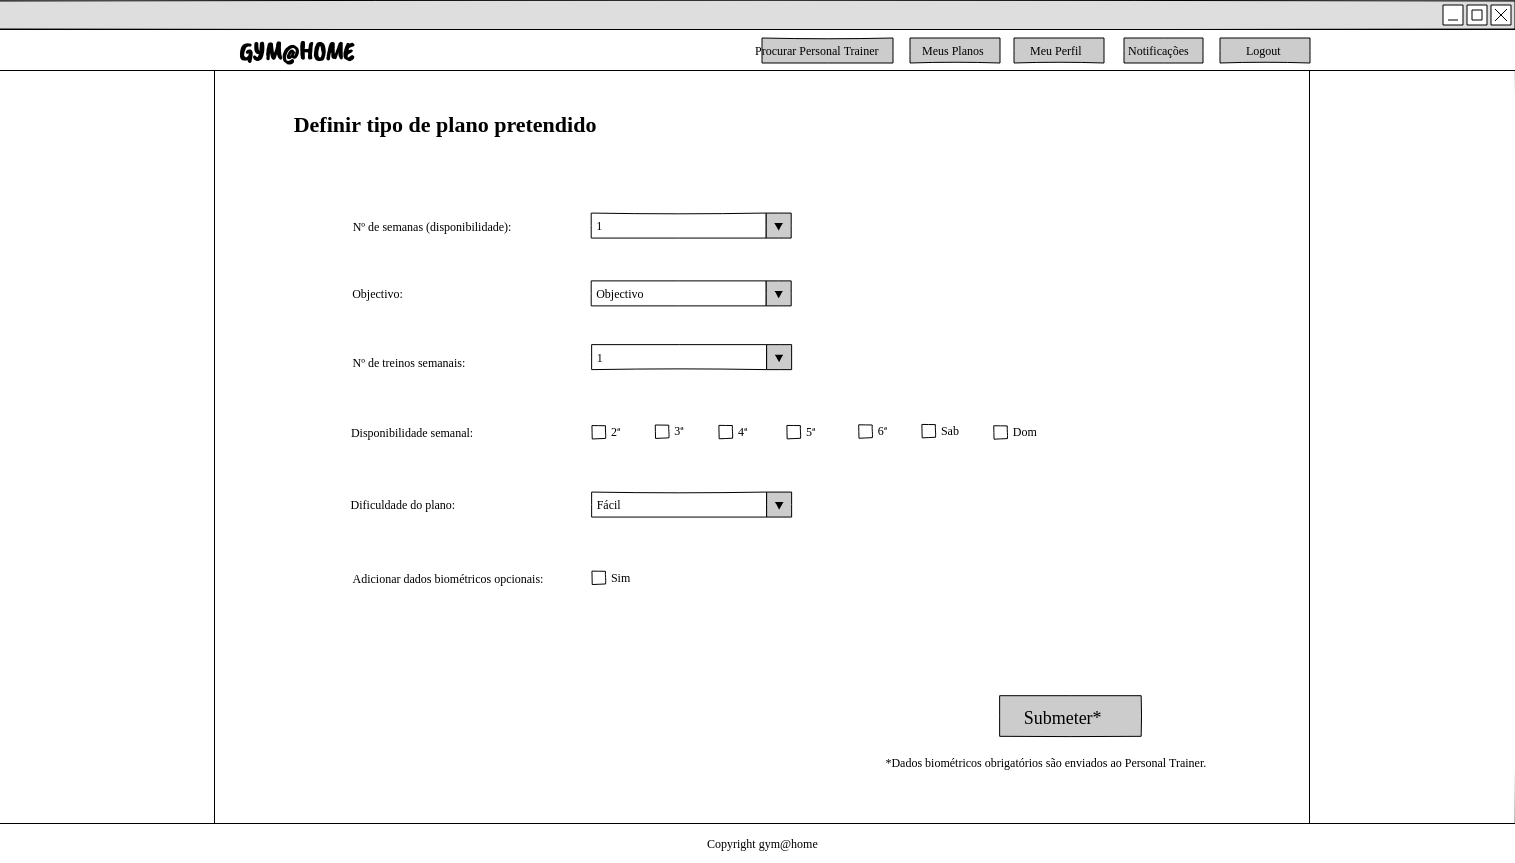 GYM@HOME
Procurar Personal Trainer
Meus Planos
Meu Perfil
Notificações
Logout
Definir tipo de plano pretendido
Nº de semanas (disponibilidade):
1
Objectivo:
Objectivo
Nº de treinos semanais:
1
Disponibilidade semanal:
2ª
3ª
4ª
5ª
6ª
Sab
Dom
Dificuldade do plano:
Fácil
Adicionar dados biométricos opcionais:
Sim
Submeter*
*Dados biométricos obrigatórios são enviados ao Personal Trainer.
Copyright gym@home